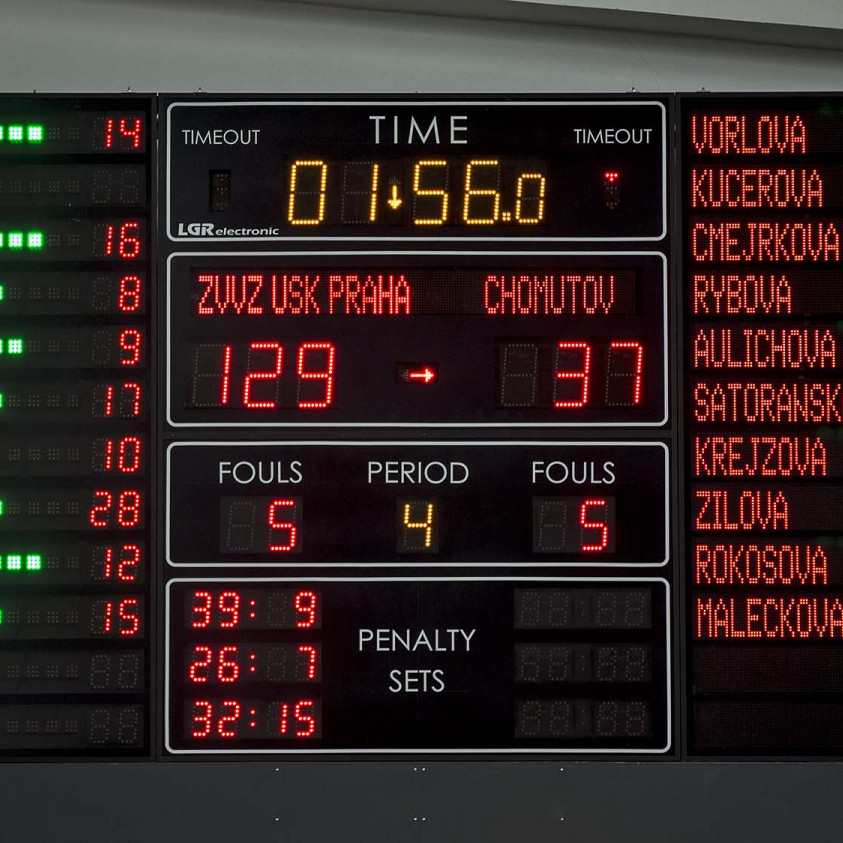 14
16
8
9
17
10
28
12
15
TIMEOUT TIME TIMEOUT
01:56.0
LGR electronic
ZVVZ USK PRAHA CHOMUTOV
129 → 37
FOULS PERIOD FOULS
5 4 5
39: 9
26: 7
32:15
PENALTY
SETS
VORLOVA
KUCEROVA
CMEJRKOVA
RYBOVA
AULICHOVA
SATORANSK
KREJZOVA
ZILOVA
ROKOSOVA
MALECKOVA